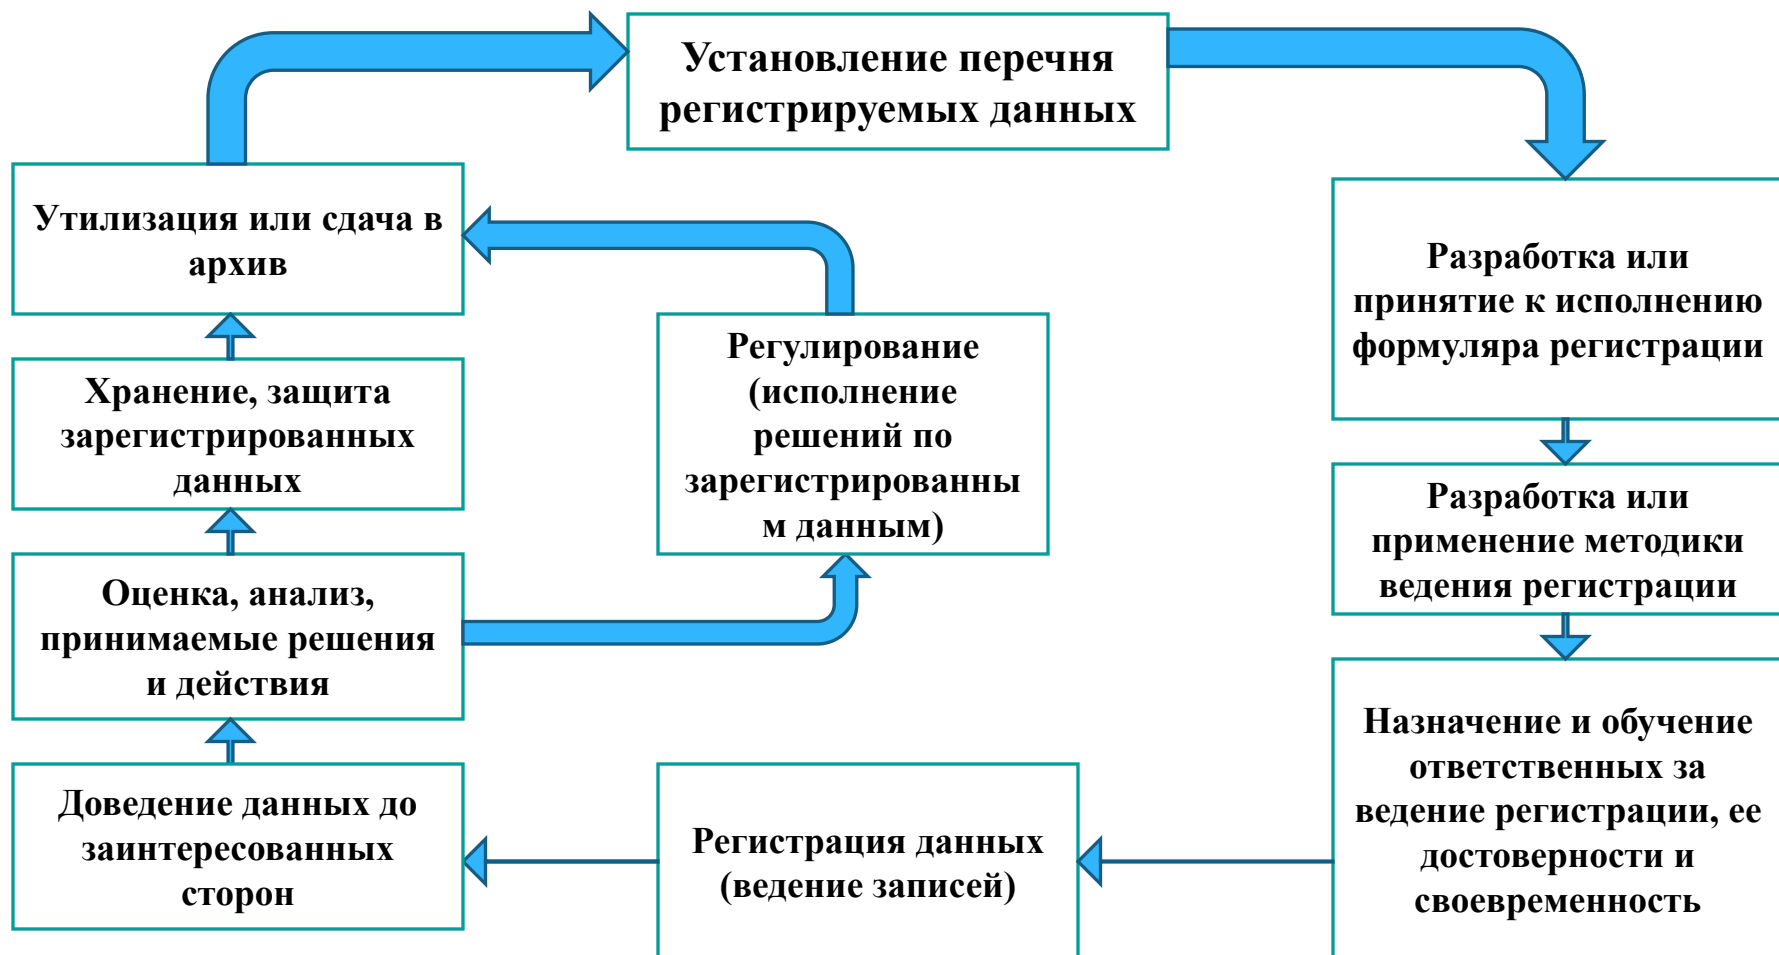 Установление перечня
регистрируемых данных
Разработка или
принятие к исполнению
формуляра регистрации
Разработка или
применение методики
ведения регистрации
Назначение и обучение
ответственных за
ведение регистрации, ее
достоверности и
своевременность
Регистрация данных
(ведение записей)
Доведение данных до
заинтересованных
сторон
Оценка, анализ,
принимаемые решения
и действия
Регулирование
(исполнение
решений по
зарегистрированны
м данным)
Хранение, защита
зарегистрированных
данных
Утилизация или сдача в
архив